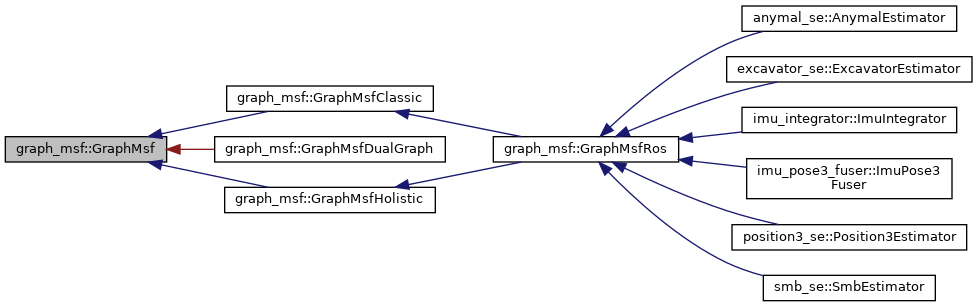 graph_msf::GraphMsf
graph_msf::GraphMsfClassic
graph_msf::GraphMsfDualGraph
graph_msf::GraphMsfHolistic
graph_msf::GraphMsfRos
anymal_se::AnymalEstimator
excavator_se::ExcavatorEstimator
imu_integrator::ImuIntegrator
imu_pose3_fuser::ImuPose3
Fuser
position3_se::Position3Estimator
smb_se::SmbEstimator